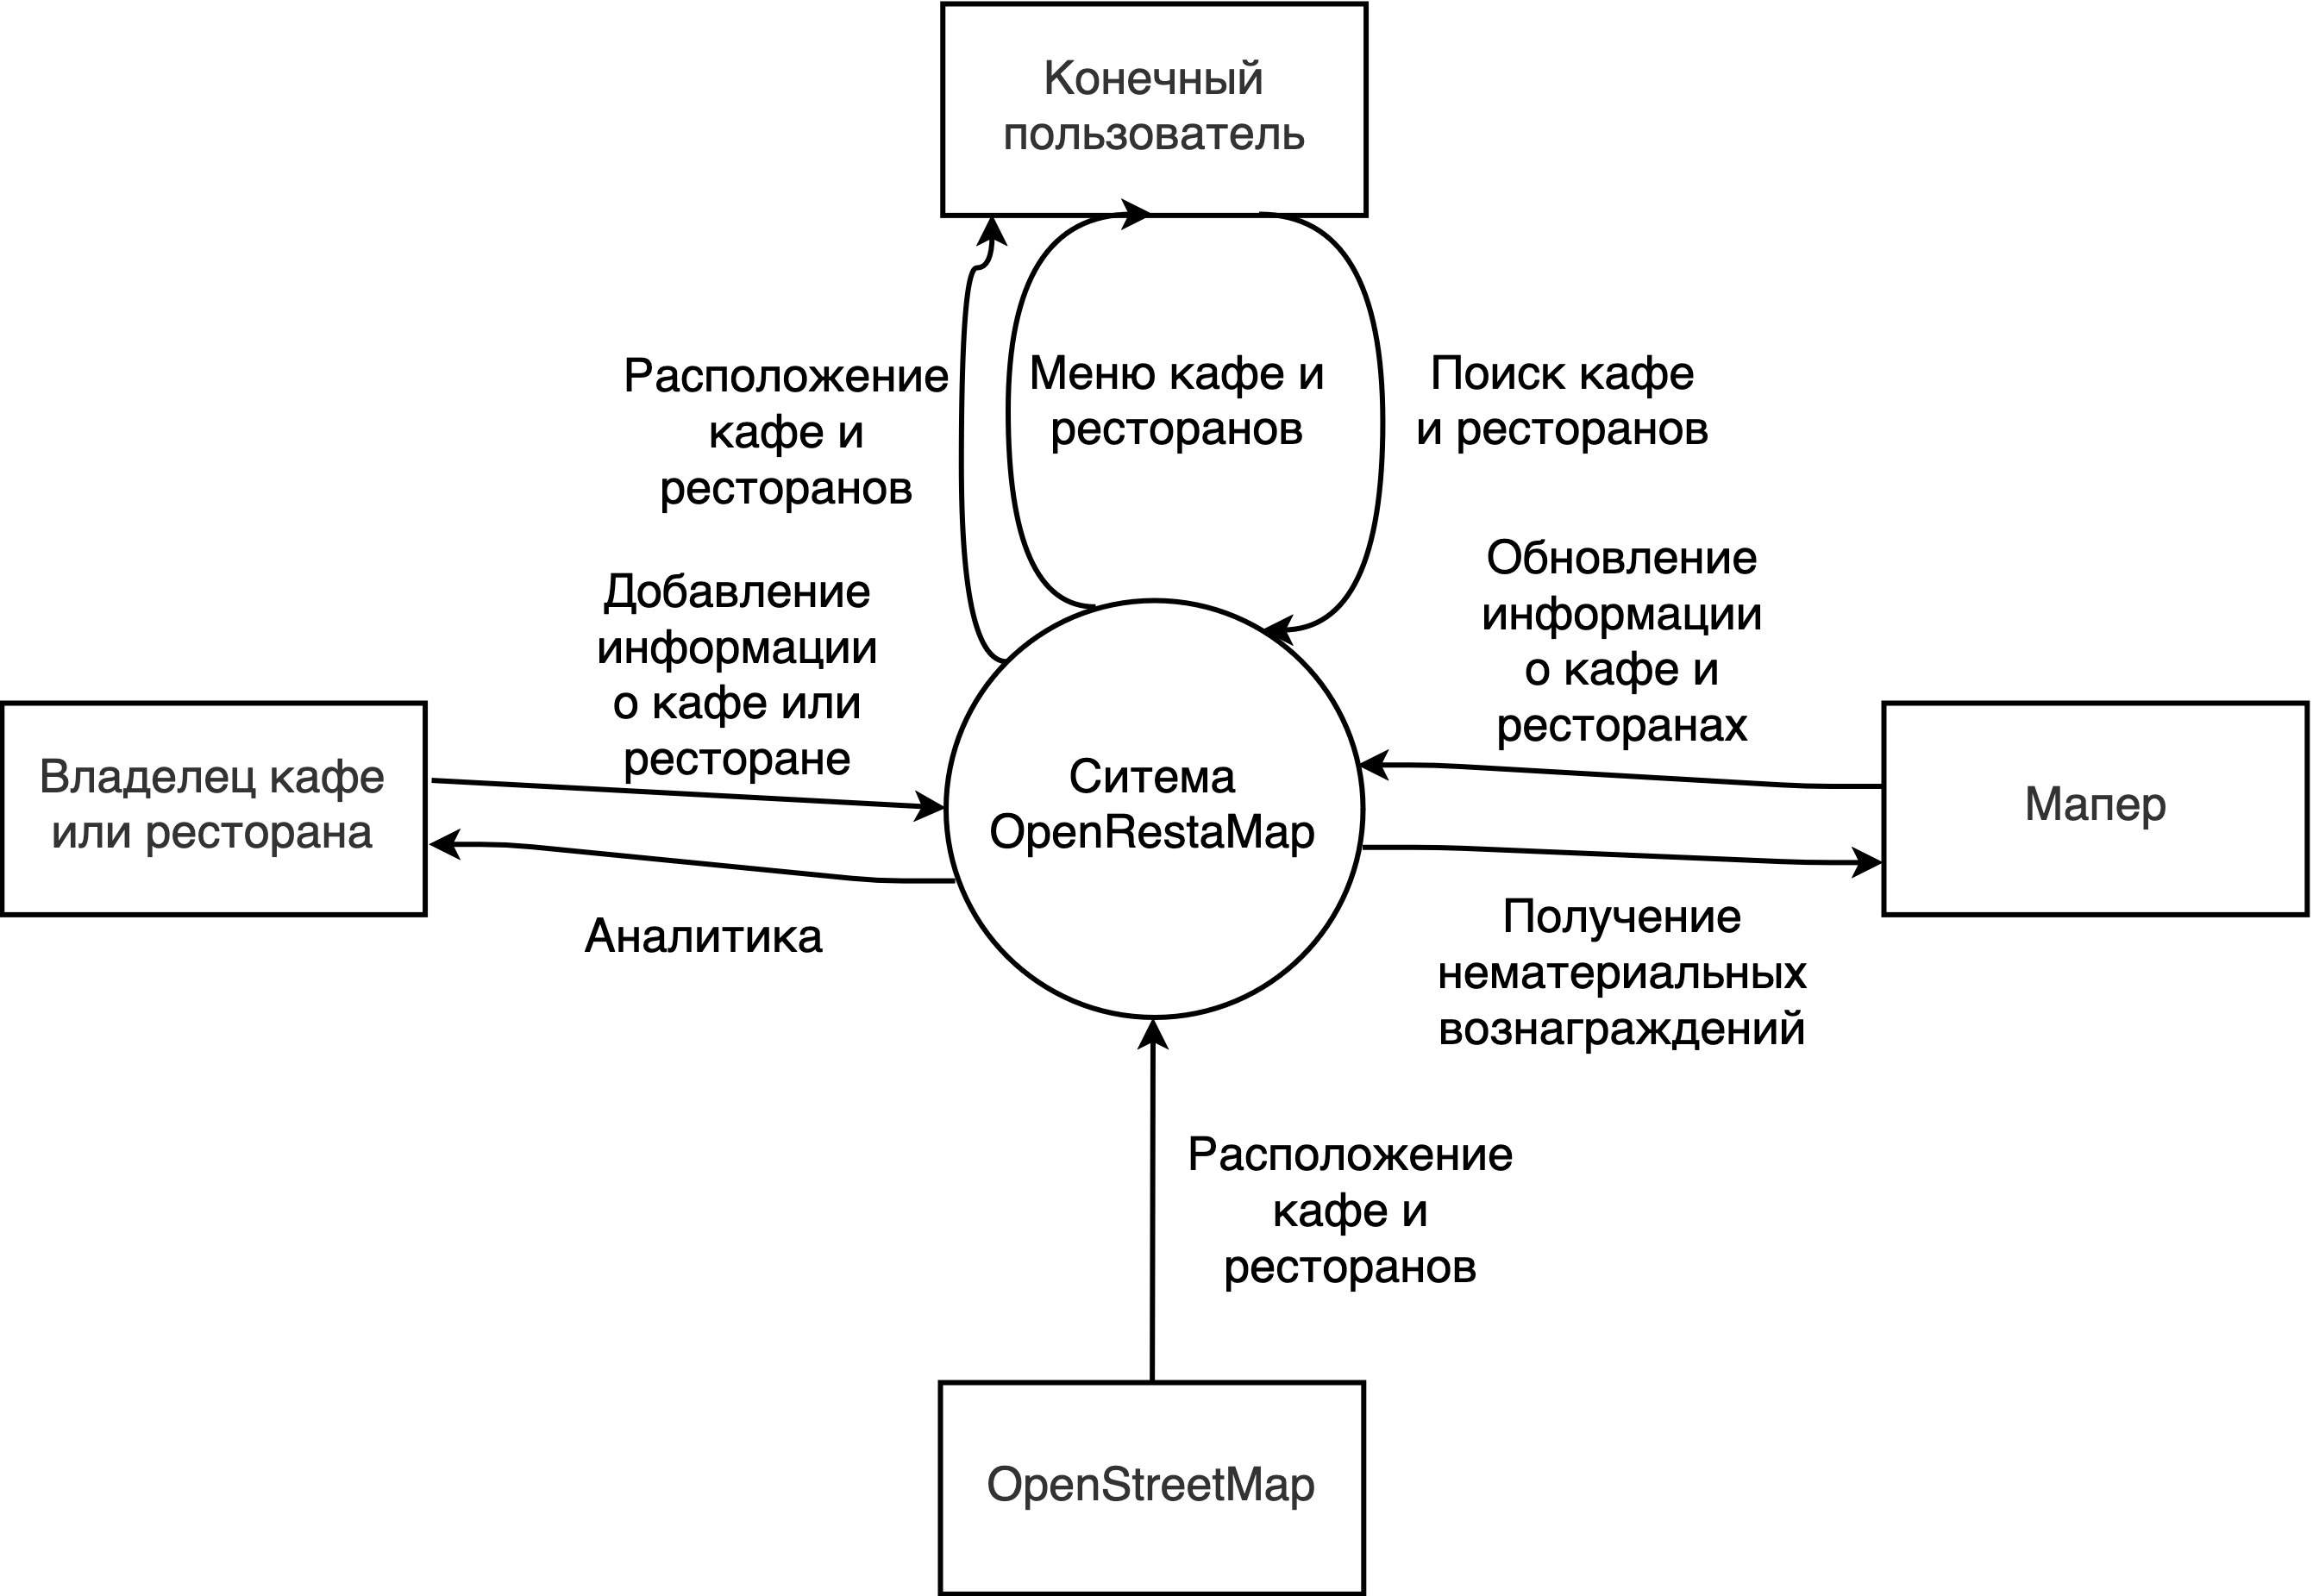 Конечный
пользователь
Расположение
кафе и
ресторанов
Меню кафе и
ресторанов
Поиск кафе
и ресторанов
Добавление
информации
о кафе или
ресторане
Обновление
информации
о кафе и
ресторанах
Владелец кафе
или ресторана
Ситема
OpenRestaMap
Мапер
Аналитика
Получение
нематериальных
вознаграждений
Расположение
кафе и
ресторанов
OpenStreetMap